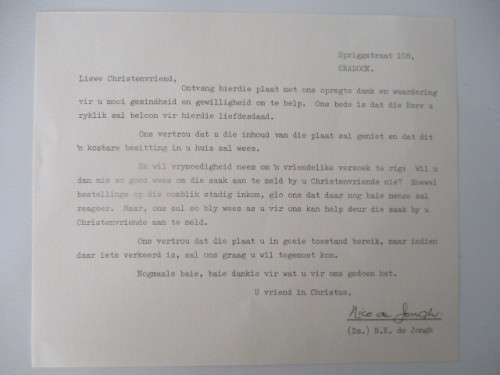 Spriggstraat 108,
CRADOCK.
Liewe Christenvriend,
Ontvang hierdie plaat met ons opregte dank en waardering
vir u mooi gesindheid en gewilligheid om te help. Ons bede is dat die Here u
ryklik sal beloon vir hierdie liefdesdaad.
Ons vertrou dat u die inhoud van die plaat sal geniet en dat dit
'n kosbare besitting in u huis sal wees.
Ek wil vrymoedigheid neem om 'n vriendelike versoek te rig: Wil u
dan nie so goed wees om die saak aan te meld by u Christenvriende nie? Hoewel
bestellings op die oomblik stadig inkom, glo ons dat daar nog baie mense sal
reageer. Maar, ons sal so bly wees as u vir ons kan help deur die saak by u
Christenvriende aan te meld.
Ons vertrou dat die plaat u in goeie toestand bereik, maar indien
daar iets verkeerd is, sal ons graag u wil tegemoet kom.
Nogmaals baie, baie dankie vir wat u vir ons gedoen het.
U vriend in Christus,
Nico de Jongh.
(Ds.) N.E. de Jongh